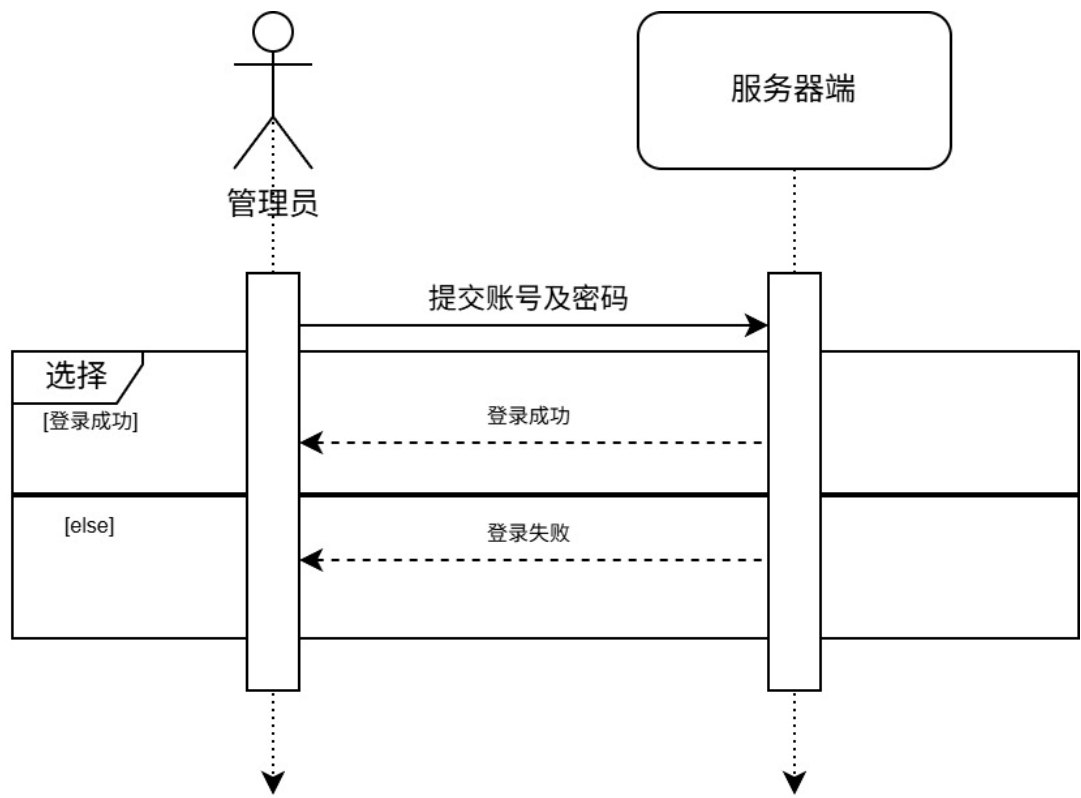 服务器端
管理员
提交账号及密码
选择
[登录成功]
登录成功
[else]
登录失败